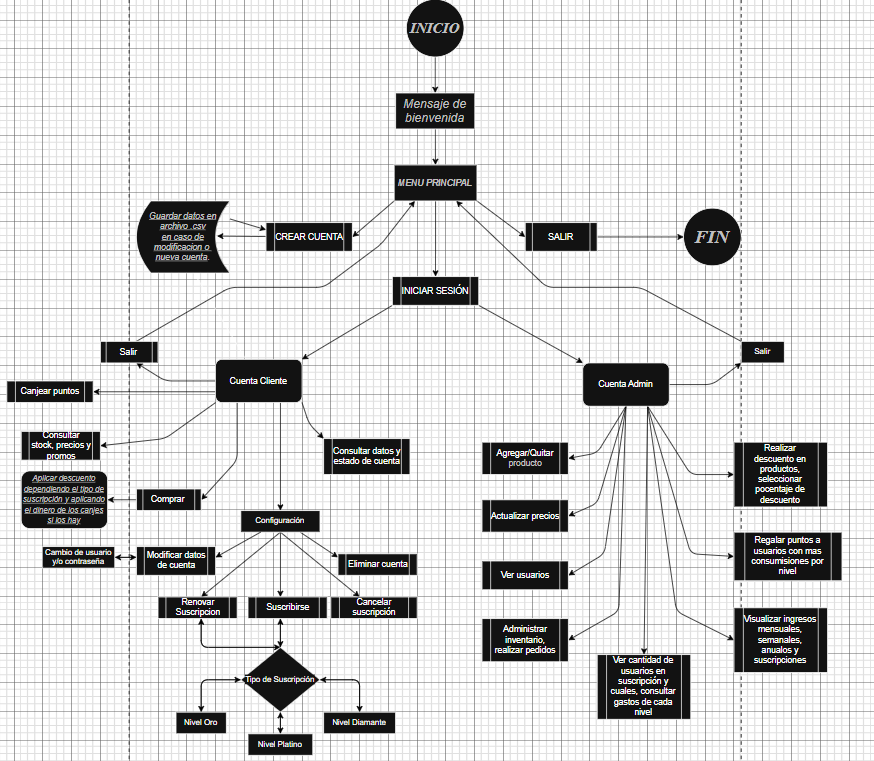 INICIO
Mensaje de
bienvenida
MENU PRINCIPAL
Guardar datos en
archivo .csv
en caso de
modificacion o
nueva cuenta.
CREAR CUENTA
SALIR
FIN
INICIAR SESIÓN
Salir
Cuenta Cliente
Cuenta Admin
Salir
Canjear puntos
Consultar
stock, precios y
promos
Consultar datos y
estado de cuenta
Aplicar descuento
dependiendo el tipo de
suscripción y aplicando
el dinero de los canjes
si los hay
Comprar
Configuración
Cambio de usuario
y/o contraseña
Modificar datos
de cuenta
Eliminar cuenta
Renovar
Suscripcion
Suscribirse
Cancelar
suscripción
Tipo de Suscripción
Nivel Oro
Nivel Platino
Nivel Diamante
Agregar/Quitar
producto
Actualizar precios
Ver usuarios
Administrar
inventario,
realizar pedidos
Ver cantidad de
usuarios en
suscripción y
cuales, consultar
gastos de cada
nivel
Realizar
descuento en
productos,
seleccionar
pocentaje de
descuento
Regalar puntos a
usuarios con mas
consumisiones por
nivel
Visualizar ingresos
mensuales,
semanales,
anualos y
suscripciones